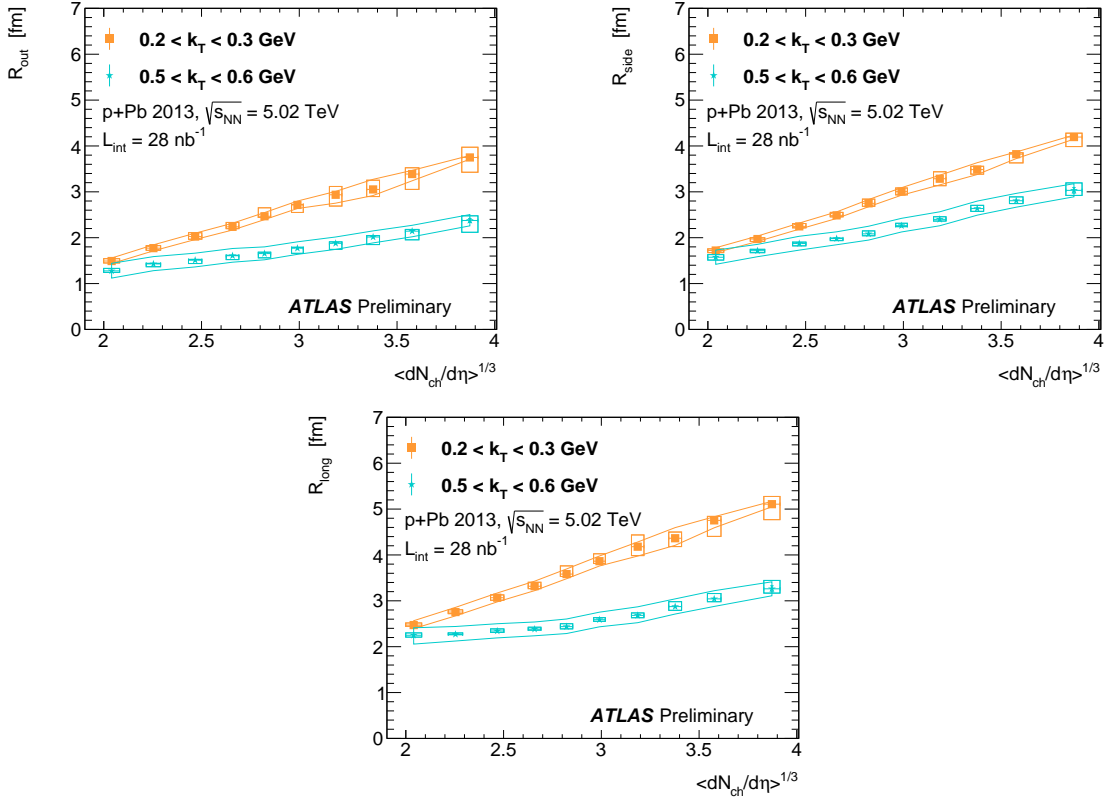 R_out [fm]
7
6
5
4
3
2
1
0
0.2 < k_T < 0.3 GeV
0.5 < k_T < 0.6 GeV
p+Pb 2013, √s_NN = 5.02 TeV
L_int = 28 nb^-1
ATLAS Preliminary
2 2.5 3 3.5 4
<dN_ch/dη>^1/3
R_side [fm]
7
6
5
4
3
2
1
0
0.2 < k_T < 0.3 GeV
0.5 < k_T < 0.6 GeV
p+Pb 2013, √s_NN = 5.02 TeV
L_int = 28 nb^-1
ATLAS Preliminary
2 2.5 3 3.5 4
<dN_ch/dη>^1/3
R_long [fm]
7
6
5
4
3
2
1
0
0.2 < k_T < 0.3 GeV
0.5 < k_T < 0.6 GeV
p+Pb 2013, √s_NN = 5.02 TeV
L_int = 28 nb^-1
ATLAS Preliminary
2 2.5 3 3.5 4
<dN_ch/dη>^1/3